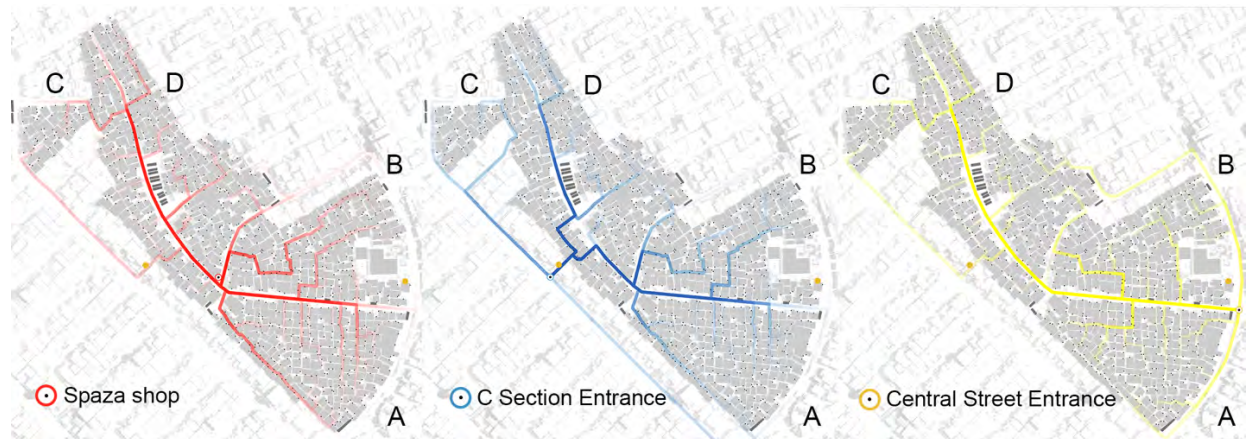 C
D
B
A
Spaza shop
C
D
B
A
C Section Entrance
C
D
B
A
Central Street Entrance